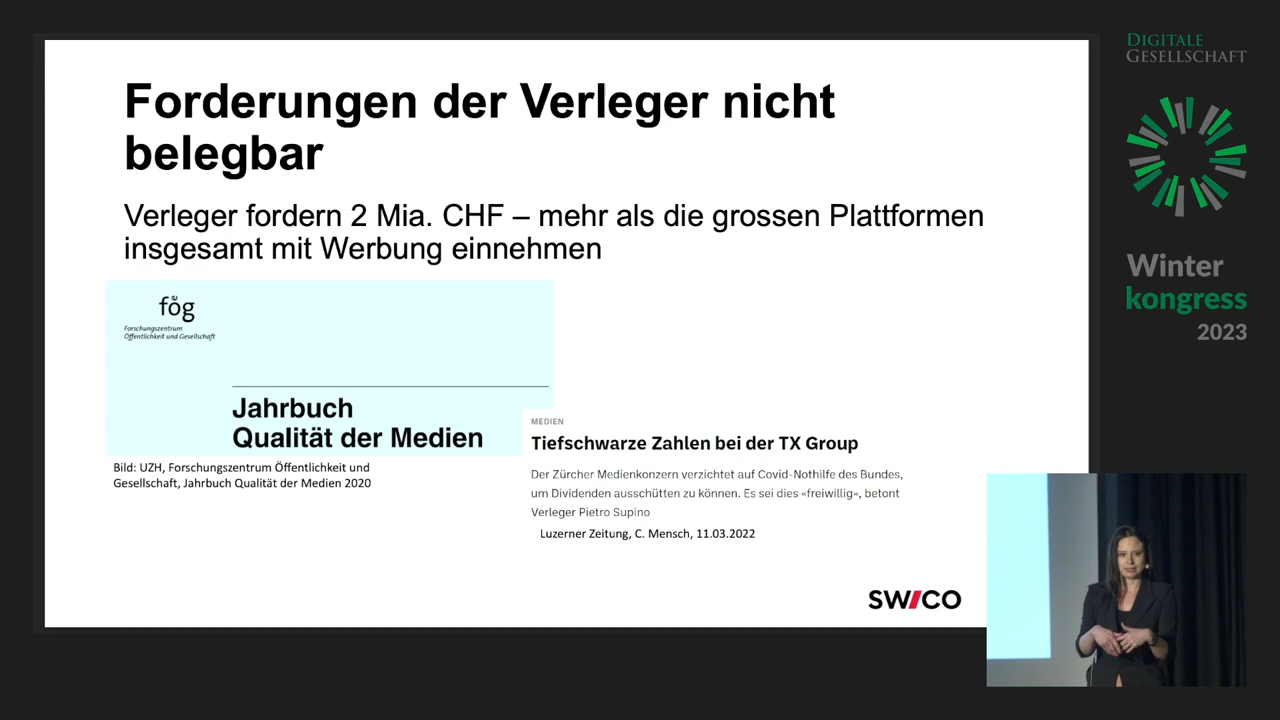 Forderungen der Verleger nicht
belegbar
Verleger fordern 2 Mia. CHF – mehr als die grossen Plattformen
insgesamt mit Werbung einnehmen
fög
Forschungszentrum
Öffentlichkeit und Gesellschaft
Jahrbuch
Qualität der Medien
Bild: UZH, Forschungszentrum Öffentlichkeit und
Gesellschaft, Jahrbuch Qualität der Medien 2020
MEDIEN
Tiefschwarze Zahlen bei der TX Group
Der Zürcher Medienkonzern verzichtet auf Covid-Nothilfe des Bundes,
um Dividenden ausschütten zu können. Es sei dies «freiwillig», betont
Verleger Pietro Supino
Luzerner Zeitung, C. Mensch, 11.03.2022
SWICO
DIGITALE
GESELLSCHAFT
Winter
kongress
2023